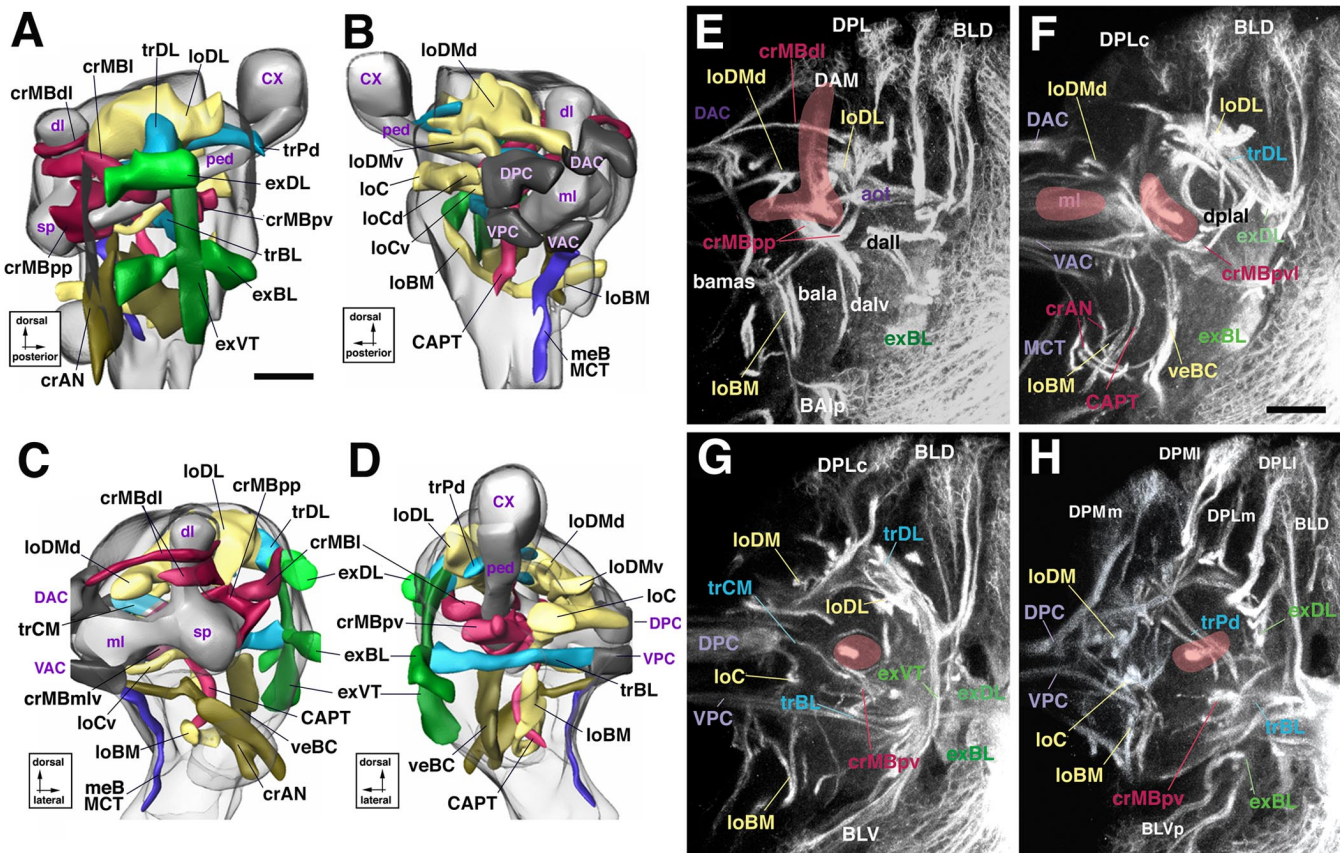 A
trDL
loDL
crMBl
crMBdl
CX
dl
ped
trPd
exDL
crMBpv
sp
trBL
crMBpp
exBL
dorsal
posterior
exVT
crAN
B
loDMd
CX
ped
loDMv
DAC
loC
DPC
ml
loCd
loCv
VPC
VAC
loBM
loBM
dorsal
posterior
CAPT
meB
MCT
C
loDL
crMBpp
crMBdl
dl
trDL
loDMd
crMBl
DAC
exDL
trCM
crMBpv
ml
sp
VAC
exBL
crMBmlv
exVT
loCv
CAPT
loBM
veBC
dorsal
lateral
meB
MCT
crAN
D
trPd
CX
loDL
loDMd
ped
loDMv
loC
DPC
VPC
trBL
loBM
veBC
dorsal
lateral
CAPT
E
DPL
BLD
crMBdl
loDMd
DAM
DAC
loDL
aot
crMBpp
dall
bamas
bala
dalv
exBL
loBM
BAlp
F
BLD
DPLc
loDMd
DAC
loDL
trDL
ml
dplal
exDL
VAC
crMBpvl
crAN
MCT
exBL
loBM
veBC
CAPT
G
BLD
DPLc
loDM
trDL
trCM
loDL
DPC
loC
exVT
exDL
VPC
trBL
crMBpv
exBL
loBM
BLV
H
DPMl
DPLl
DPMm
DPLm
BLD
loDM
exDL
DPC
trPd
VPC
trBL
loC
loBM
crMBpv
exBL
BLVp